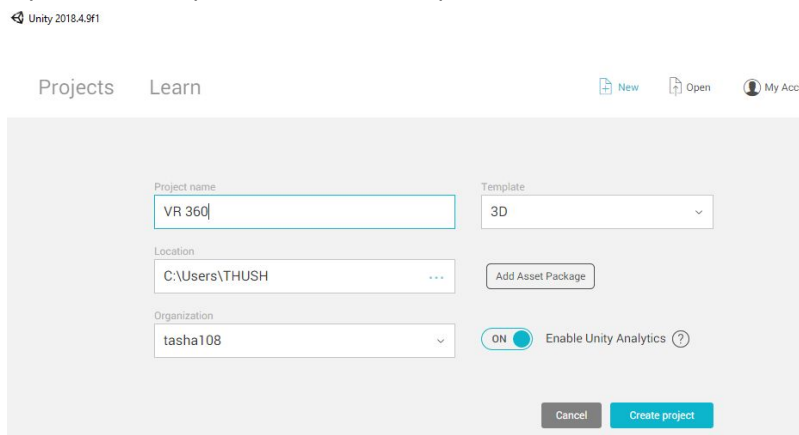 Unity 2018.4.9f1
Projects Learn New Open My Acc
Project name Template
VR 360 3D
Location
C:\Users\THUSH ... Add Asset Package
Organization
tasha108 ON Enable Unity Analytics ?
Cancel Create project